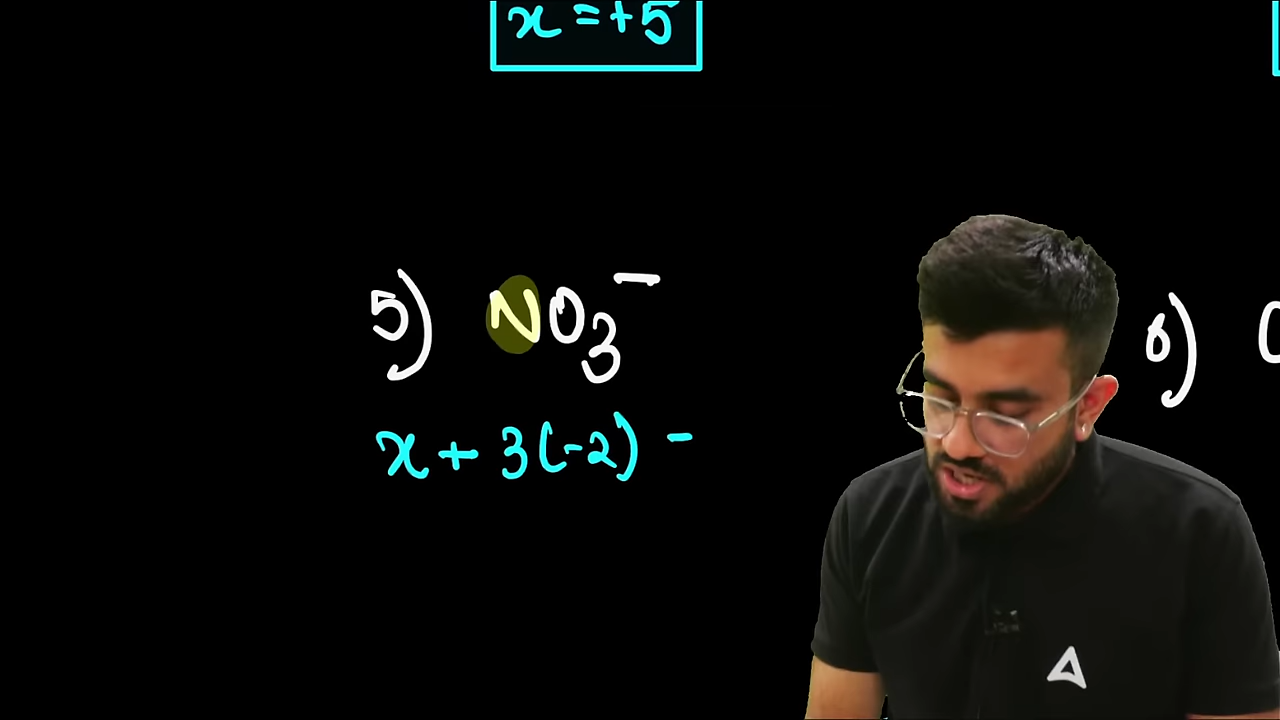 x = +5
5) NO₃⁻
6)
x + 3(-2) -